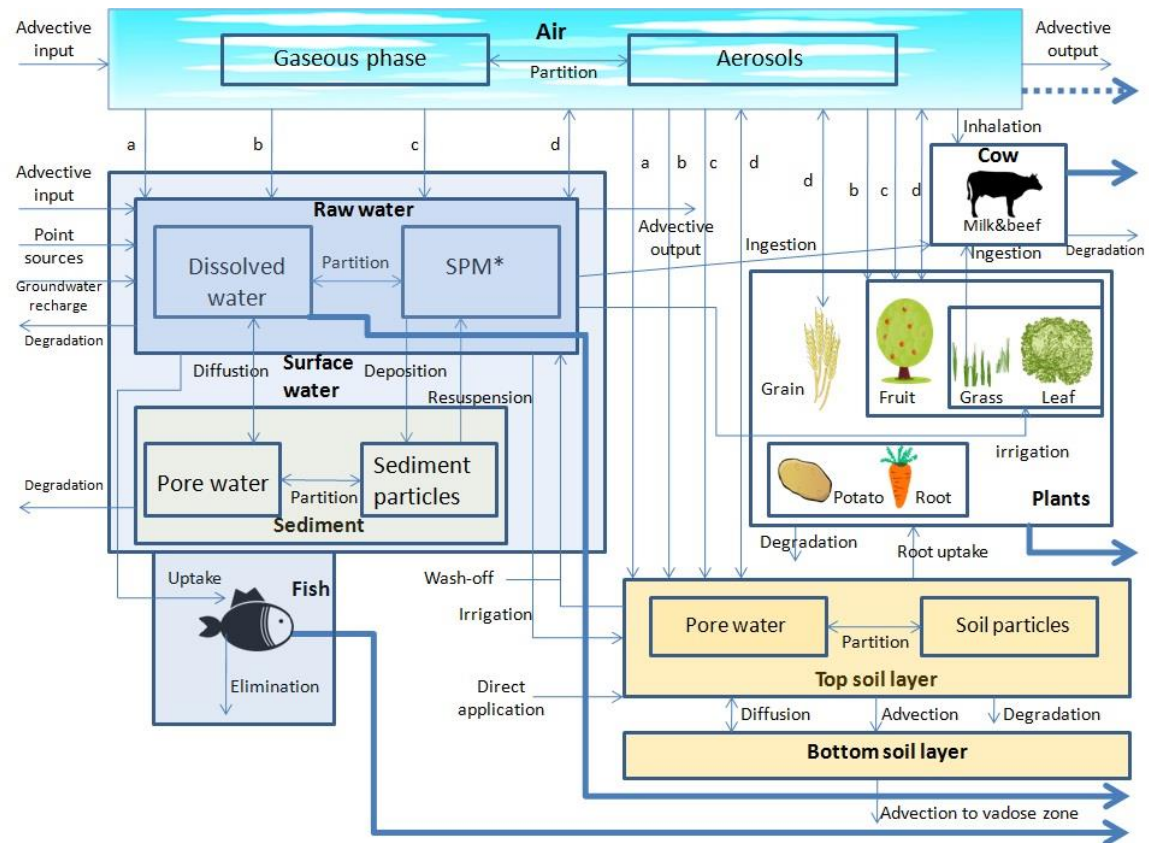 Advective
input
Air
Gaseous phase
Partition
Aerosols
Advective
output
a
b
c
d
a
b
c
d
d
b
c
d
Inhalation
Cow
Milk&beef
Ingestion
Degradation
Advective
input
Point
sources
Groundwater
recharge
Degradation
Raw water
Dissolved
water
Partition
SPM*
Advective
output
Ingestion
Diffustion
Surface
water
Deposition
Resuspension
Grain
Fruit
Grass
Leaf
irrigation
Potato
Root
Plants
Degradation
Pore water
Partition
Sediment
particles
Sediment
Degradation
Root uptake
Uptake
Fish
Elimination
Wash-off
Irrigation
Direct
application
Pore water
Partition
Soil particles
Top soil layer
Diffusion
Advection
Degradation
Bottom soil layer
Advection to vadose zone